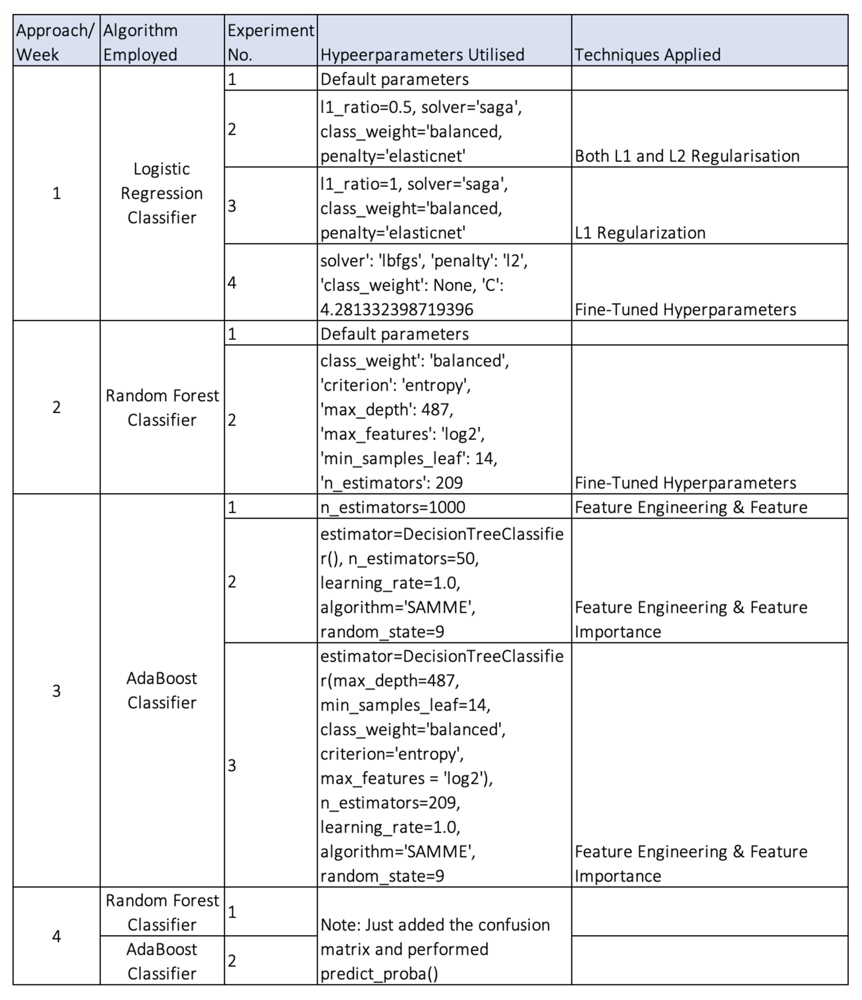 Approach/
Week
Algorithm
Employed
Experiment
No.
Hypeerparameters Utilised
Techniques Applied
1
Logistic
Regression
Classifier
1
Default parameters
2
l1_ratio=0.5, solver='saga',
class_weight='balanced,
penalty='elasticnet'
Both L1 and L2 Regularisation
3
l1_ratio=1, solver='saga',
class_weight='balanced,
penalty='elasticnet'
L1 Regularization
4
solver': 'lbfgs', 'penalty': 'l2',
'class_weight': None, 'C':
4.281332398719396
Fine-Tuned Hyperparameters
2
Random Forest
Classifier
1
Default parameters
2
class_weight': 'balanced',
'criterion': 'entropy',
'max_depth': 487,
'max_features': 'log2',
'min_samples_leaf': 14,
'n_estimators': 209
Fine-Tuned Hyperparameters
3
AdaBoost
Classifier
1
n_estimators=1000
Feature Engineering & Feature
2
estimator=DecisionTreeClassifie
r(), n_estimators=50,
learning_rate=1.0,
algorithm='SAMME',
random_state=9
Feature Engineering & Feature
Importance
3
estimator=DecisionTreeClassifie
r(max_depth=487,
min_samples_leaf=14,
class_weight='balanced',
criterion='entropy',
max_features = 'log2'),
n_estimators=209,
learning_rate=1.0,
algorithm='SAMME',
random_state=9
Feature Engineering & Feature
Importance
4
Random Forest
Classifier
1
AdaBoost
Classifier
2
Note: Just added the confusion
matrix and performed
predict_proba()